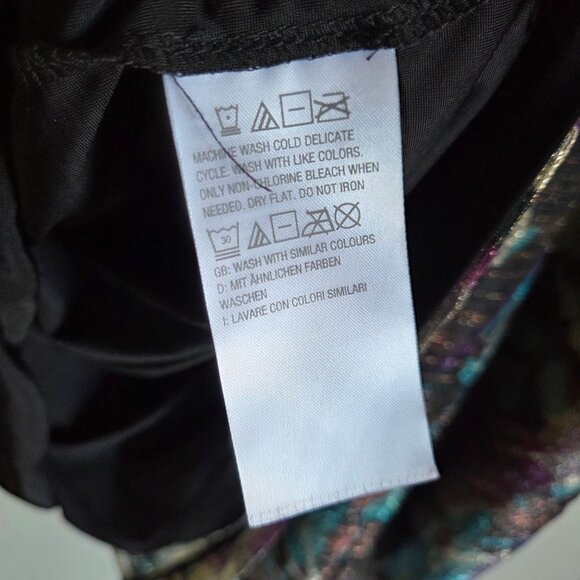 MACHINE WASH COLD DELICATE
CYCLE. WASH WITH LIKE COLORS.
ONLY NON-CHLORINE BLEACH WHEN
NEEDED. DRY FLAT. DO NOT IRON
30
GB: WASH WITH SIMILAR COLOURS
D: MIT ÄHNLICHEN FARBEN
WASCHEN
I: LAVARE CON COLORI SIMILARI